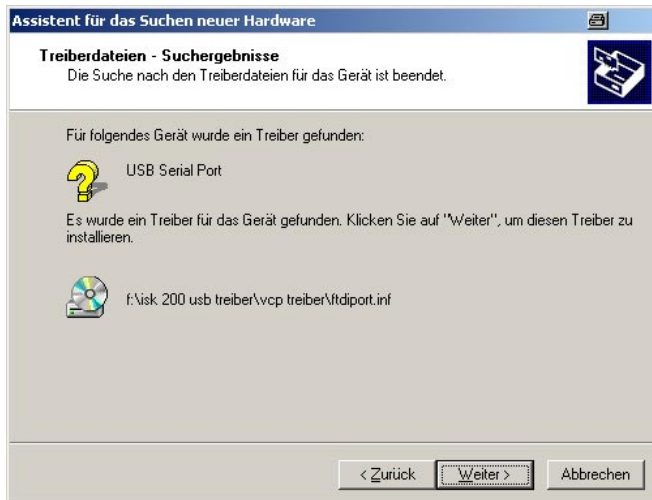 Assistent für das Suchen neuer Hardware
Treiberdateien - Suchergebnisse
Die Suche nach den Treiberdateien für das Gerät ist beendet.
Für folgendes Gerät wurde ein Treiber gefunden:
USB Serial Port
Es wurde ein Treiber für das Gerät gefunden. Klicken Sie auf "Weiter", um diesen Treiber zu
installieren.
f:\isk 200 usb treiber\vcp treiber\ftdiport.inf
< Zurück Weiter > Abbrechen